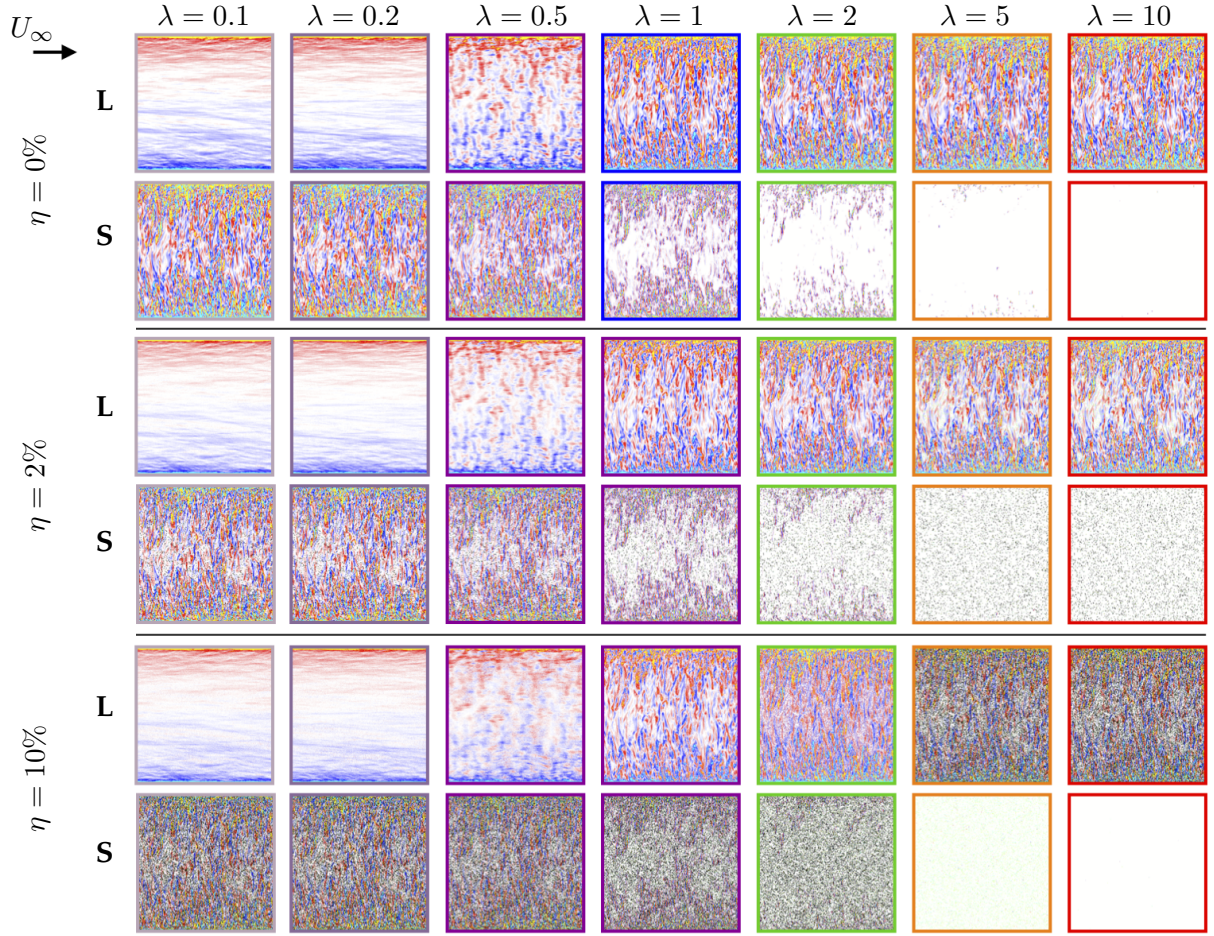 λ = 0.1 λ = 0.2 λ = 0.5 λ = 1 λ = 2 λ = 5 λ = 10
U∞
L
η = 0%
S
L
η = 2%
S
L
η = 10%
S